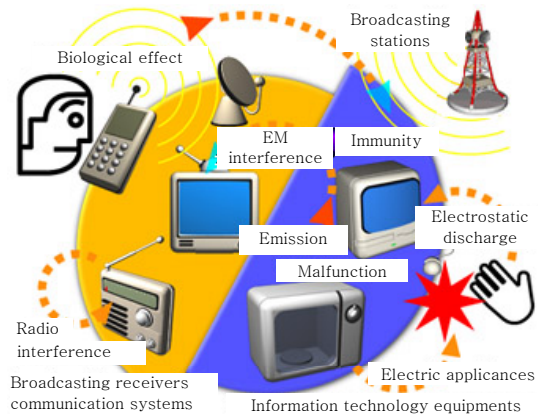 Broadcasting
stations
Biological effect
EM
interference
Immunity
Electrostatic
discharge
Emission
Malfunction
Radio
interference
Electric applicances
Broadcasting receivers
communication systems
Information technology equipments